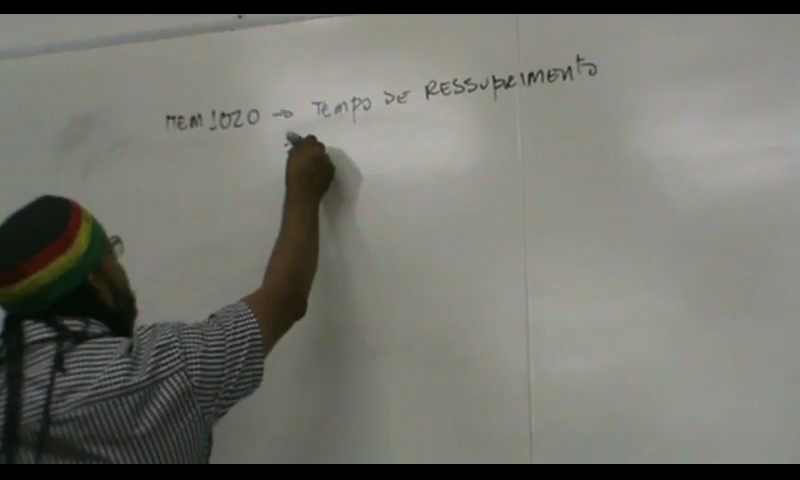 MEM 1020 → TEMPO DE RESSUPRIMENTO